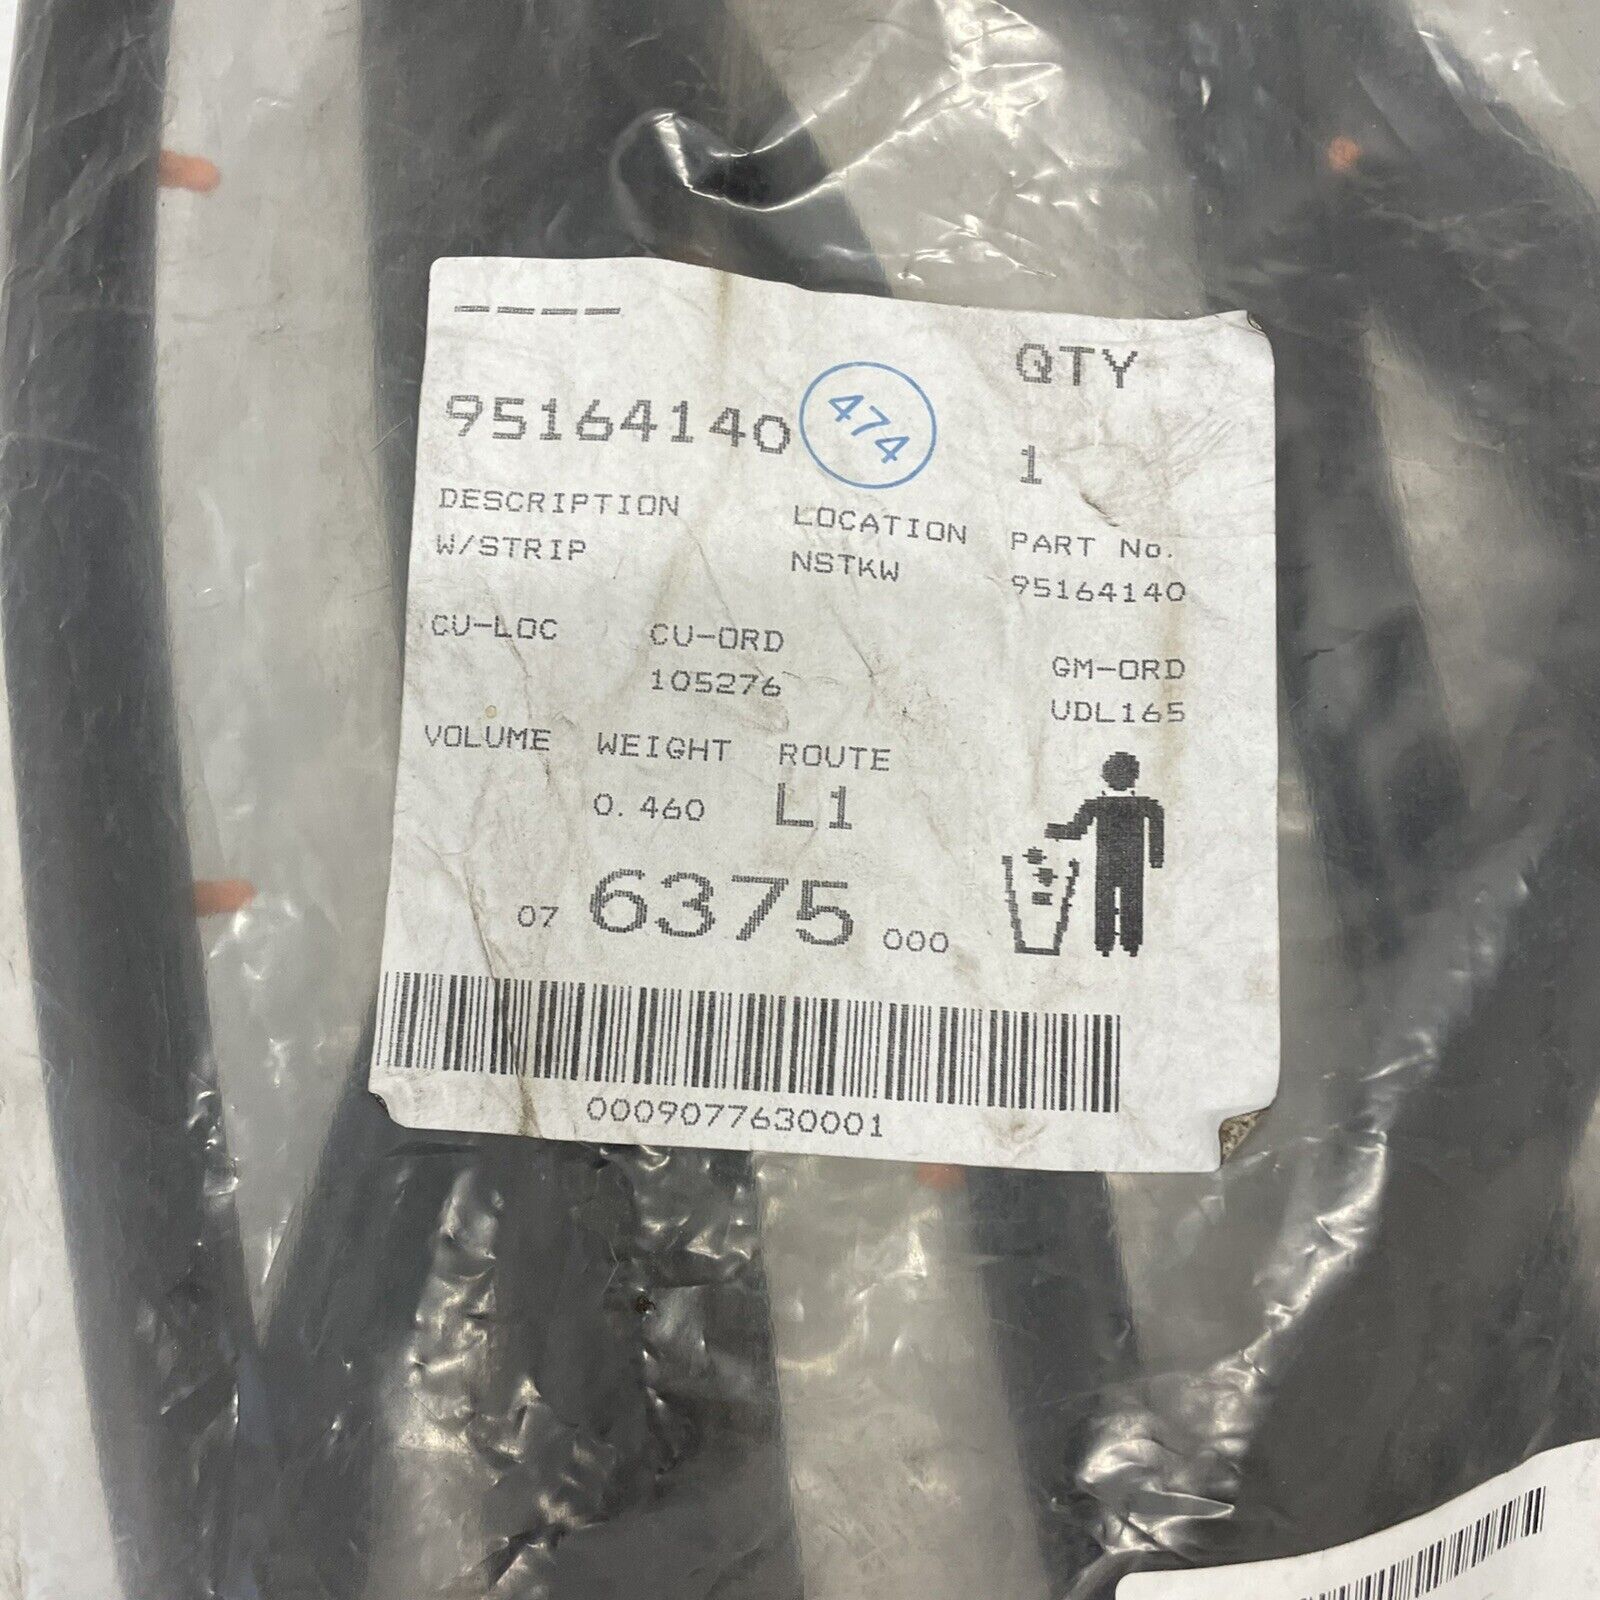 ----
QTY
95164140 474
1
DESCRIPTION LOCATION PART No.
W/STRIP NSTKW 95164140
CU-LOC CU-ORD GM-ORD
105276 UDL165
VOLUME WEIGHT ROUTE
0.460 L1
07 6375 000
0009077630001